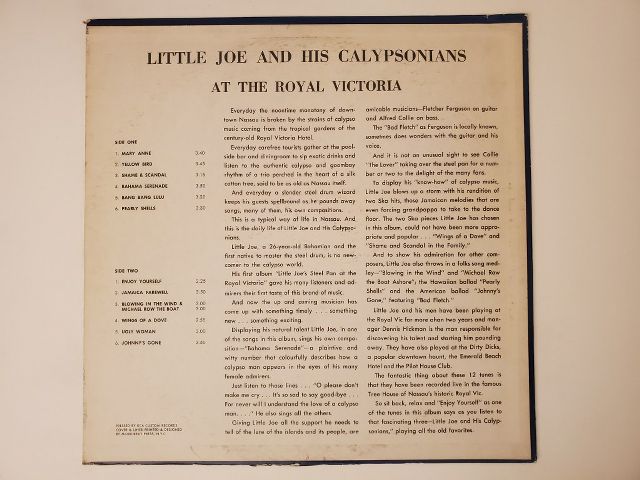 LITTLE JOE AND HIS CALYPSONIANS
AT THE ROYAL VICTORIA
SIDE ONE
1. MARY ANNE 3.40
2. YELLOW BIRD 2.45
3. SHAME & SCANDAL 3.15
4. BAHAMA SERENADE
5. BANG BANG LULU 3.00
6. PEARLY SHELLS 2.30
SIDE TWO
1. ENJOY YOURSELF 2.25
2. JAMAICA FAREWELL
3. BLOWING IN THE WIND & 3.00
MICHAEL ROW THE BOAT
4. WINGS OF A DOVE
5. UGLY WOMAN 3.00
6. JOHNNY'S GONE
PRESSED BY RCA CUSTOM RECORDS
COVER & LINER PRINTED & DESIGNED
Everyday the noontime monotony of down-
town Nassau is broken by the strains of calypso
music coming from the tropical gardens of the
century-old Royal Victoria Hotel.
Everyday carefree tourists gather at the pool-
side bar and diningroom to sip exotic drinks and
listen to the authentic calypso and goombay
rhythm of a trio perched in the heart of a silk
cotton tree, said to be as old as Nassau itself.
And everyday a slender steel drum wizard
keeps his guests spellbound as he pounds away
songs, many of them, his own compositions.
This is a typical way of life in Nassau. And
this is the daily life of Little Joe and His Calypso-
nians.
Little Joe, a 26-year-old Bahamian and the
first native to master the steel drum, is no new-
comer to the calypso world.
His first album "Little Joe's Steel Pan at the
Royal Victoria" gave his many listeners and ad-
mirers their first taste of this brand of music.
And now the up and coming musician has
come up with something timely . . . something
new . . . something exciting.
Displaying his natural talent Little Joe, in one
of the songs in this album, sings his own compo-
sition—"Bahama Serenade"— a plaintive and
witty number that colourfully describes how a
calypso man appears in the eyes of his many
female admirers.
Just listen to those lines . . . "O please don't
make me cry . . . It's so sad to say good-bye . . .
For never will I understand the love of a calypso
man. . . ." He also sings all the others.
Giving Little Joe all the support he needs to
tell of the lure of the islands and its people, are
amicable musicians—Fletcher Ferguson on guitar
and Alfred Collie on bass.
The "Bad Fletch" as Ferguson is locally known,
sometimes does wonders with the guitar and his
voice.
And it is not an unusual sight to see Collie
"The Lover" taking over the steel pan for a num-
ber or two to the delight of the many fans.
To display his "know-how" of calypso music,
Little Joe blows up a storm with his rendition of
two Ska hits, those Jamaican melodies that are
even forcing grandpappa to take to the dance
floor. The two Ska pieces Little Joe has chosen
in this album, could not have been more appro-
priate and popular . . . "Wings of a Dove" and
"Shame and Scandal in the Family."
And to show his admiration for other com-
posers, Little Joe also throws in a folk song med-
ley—"Blowing in the Wind" and "Michael Row
the Boat Ashore"; the Hawaiian ballad "Pearly
Shells" and the American ballad "Johnny's
Gone," featuring "Bad Fletch."
Little Joe and his men have been playing at
the Royal Vic for more than two years and man-
ager Dennis Hickman is the man responsible for
discovering his talent and starting him pounding
away. They have also played at the Dirty Dicks,
a popular downtown haunt, the Emerald Beach
Hotel and the Pilot House Club.
The fantastic thing about these 12 tunes is
that they have been recorded live in the famous
Tree House of Nassau's historic Royal Vic.
So sit back, relax and "Enjoy Yourself" as one
of the tunes in this album says as you listen to
that fascinating three—Little Joe and His Calyp-
sonians," playing all the old favorites.